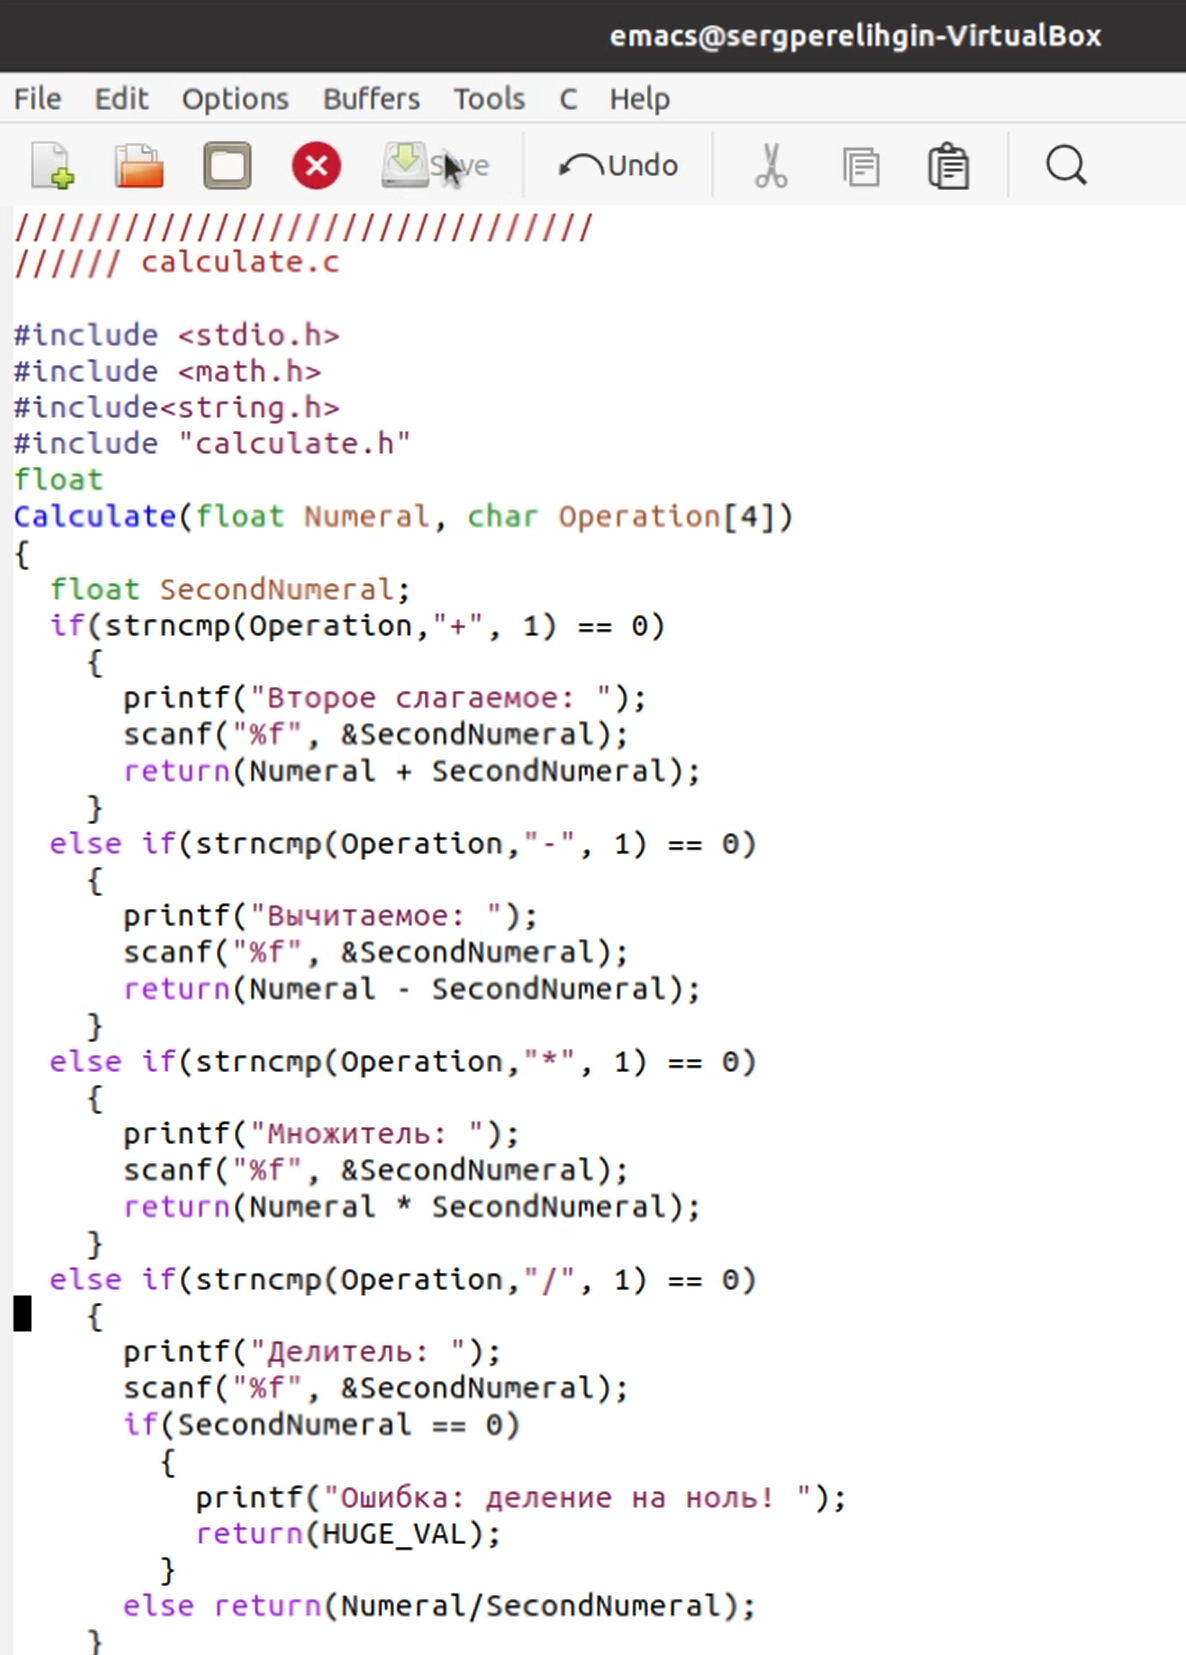 emacs@sergperelihgin-VirtualBox
File Edit Options Buffers Tools C Help
Save Undo
////////////////////////////////
////// calculate.c
#include <stdio.h>
#include <math.h>
#include<string.h>
#include "calculate.h"
float
Calculate(float Numeral, char Operation[4])
{
float SecondNumeral;
if(strncmp(Operation,"+", 1) == 0)
{
printf("Второе слагаемое: ");
scanf("%f", &SecondNumeral);
return(Numeral + SecondNumeral);
}
else if(strncmp(Operation,"-", 1) == 0)
{
printf("Вычитаемое: ");
scanf("%f", &SecondNumeral);
return(Numeral - SecondNumeral);
}
else if(strncmp(Operation,"*", 1) == 0)
{
printf("Множитель: ");
scanf("%f", &SecondNumeral);
return(Numeral * SecondNumeral);
}
else if(strncmp(Operation,"/", 1) == 0)
{
printf("Делитель: ");
scanf("%f", &SecondNumeral);
if(SecondNumeral == 0)
{
printf("Ошибка: деление на ноль! ");
return(HUGE_VAL);
}
else return(Numeral/SecondNumeral);
}